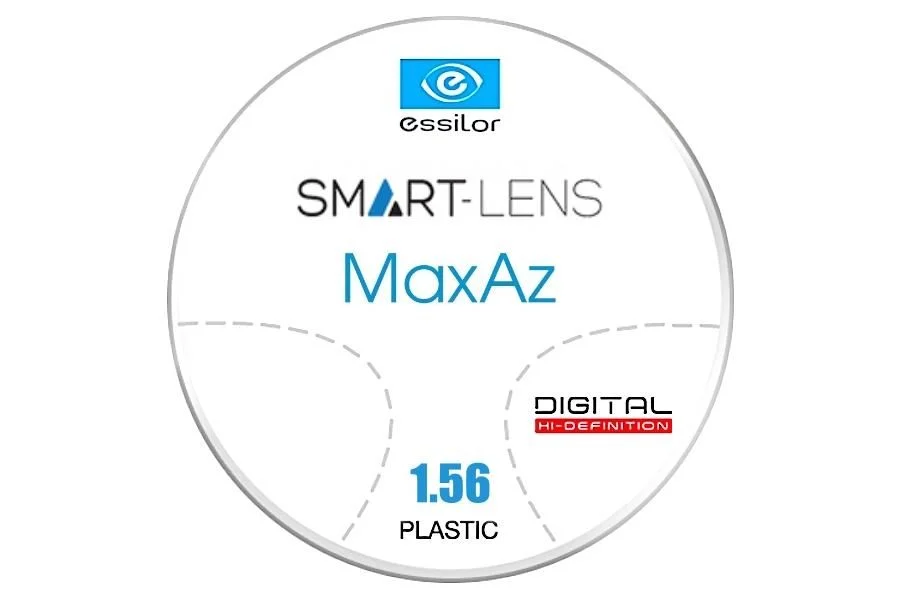 e
essilor
SMART-LENS
MaxAz
DIGITAL
HI-DEFINITION
1.56
PLASTIC